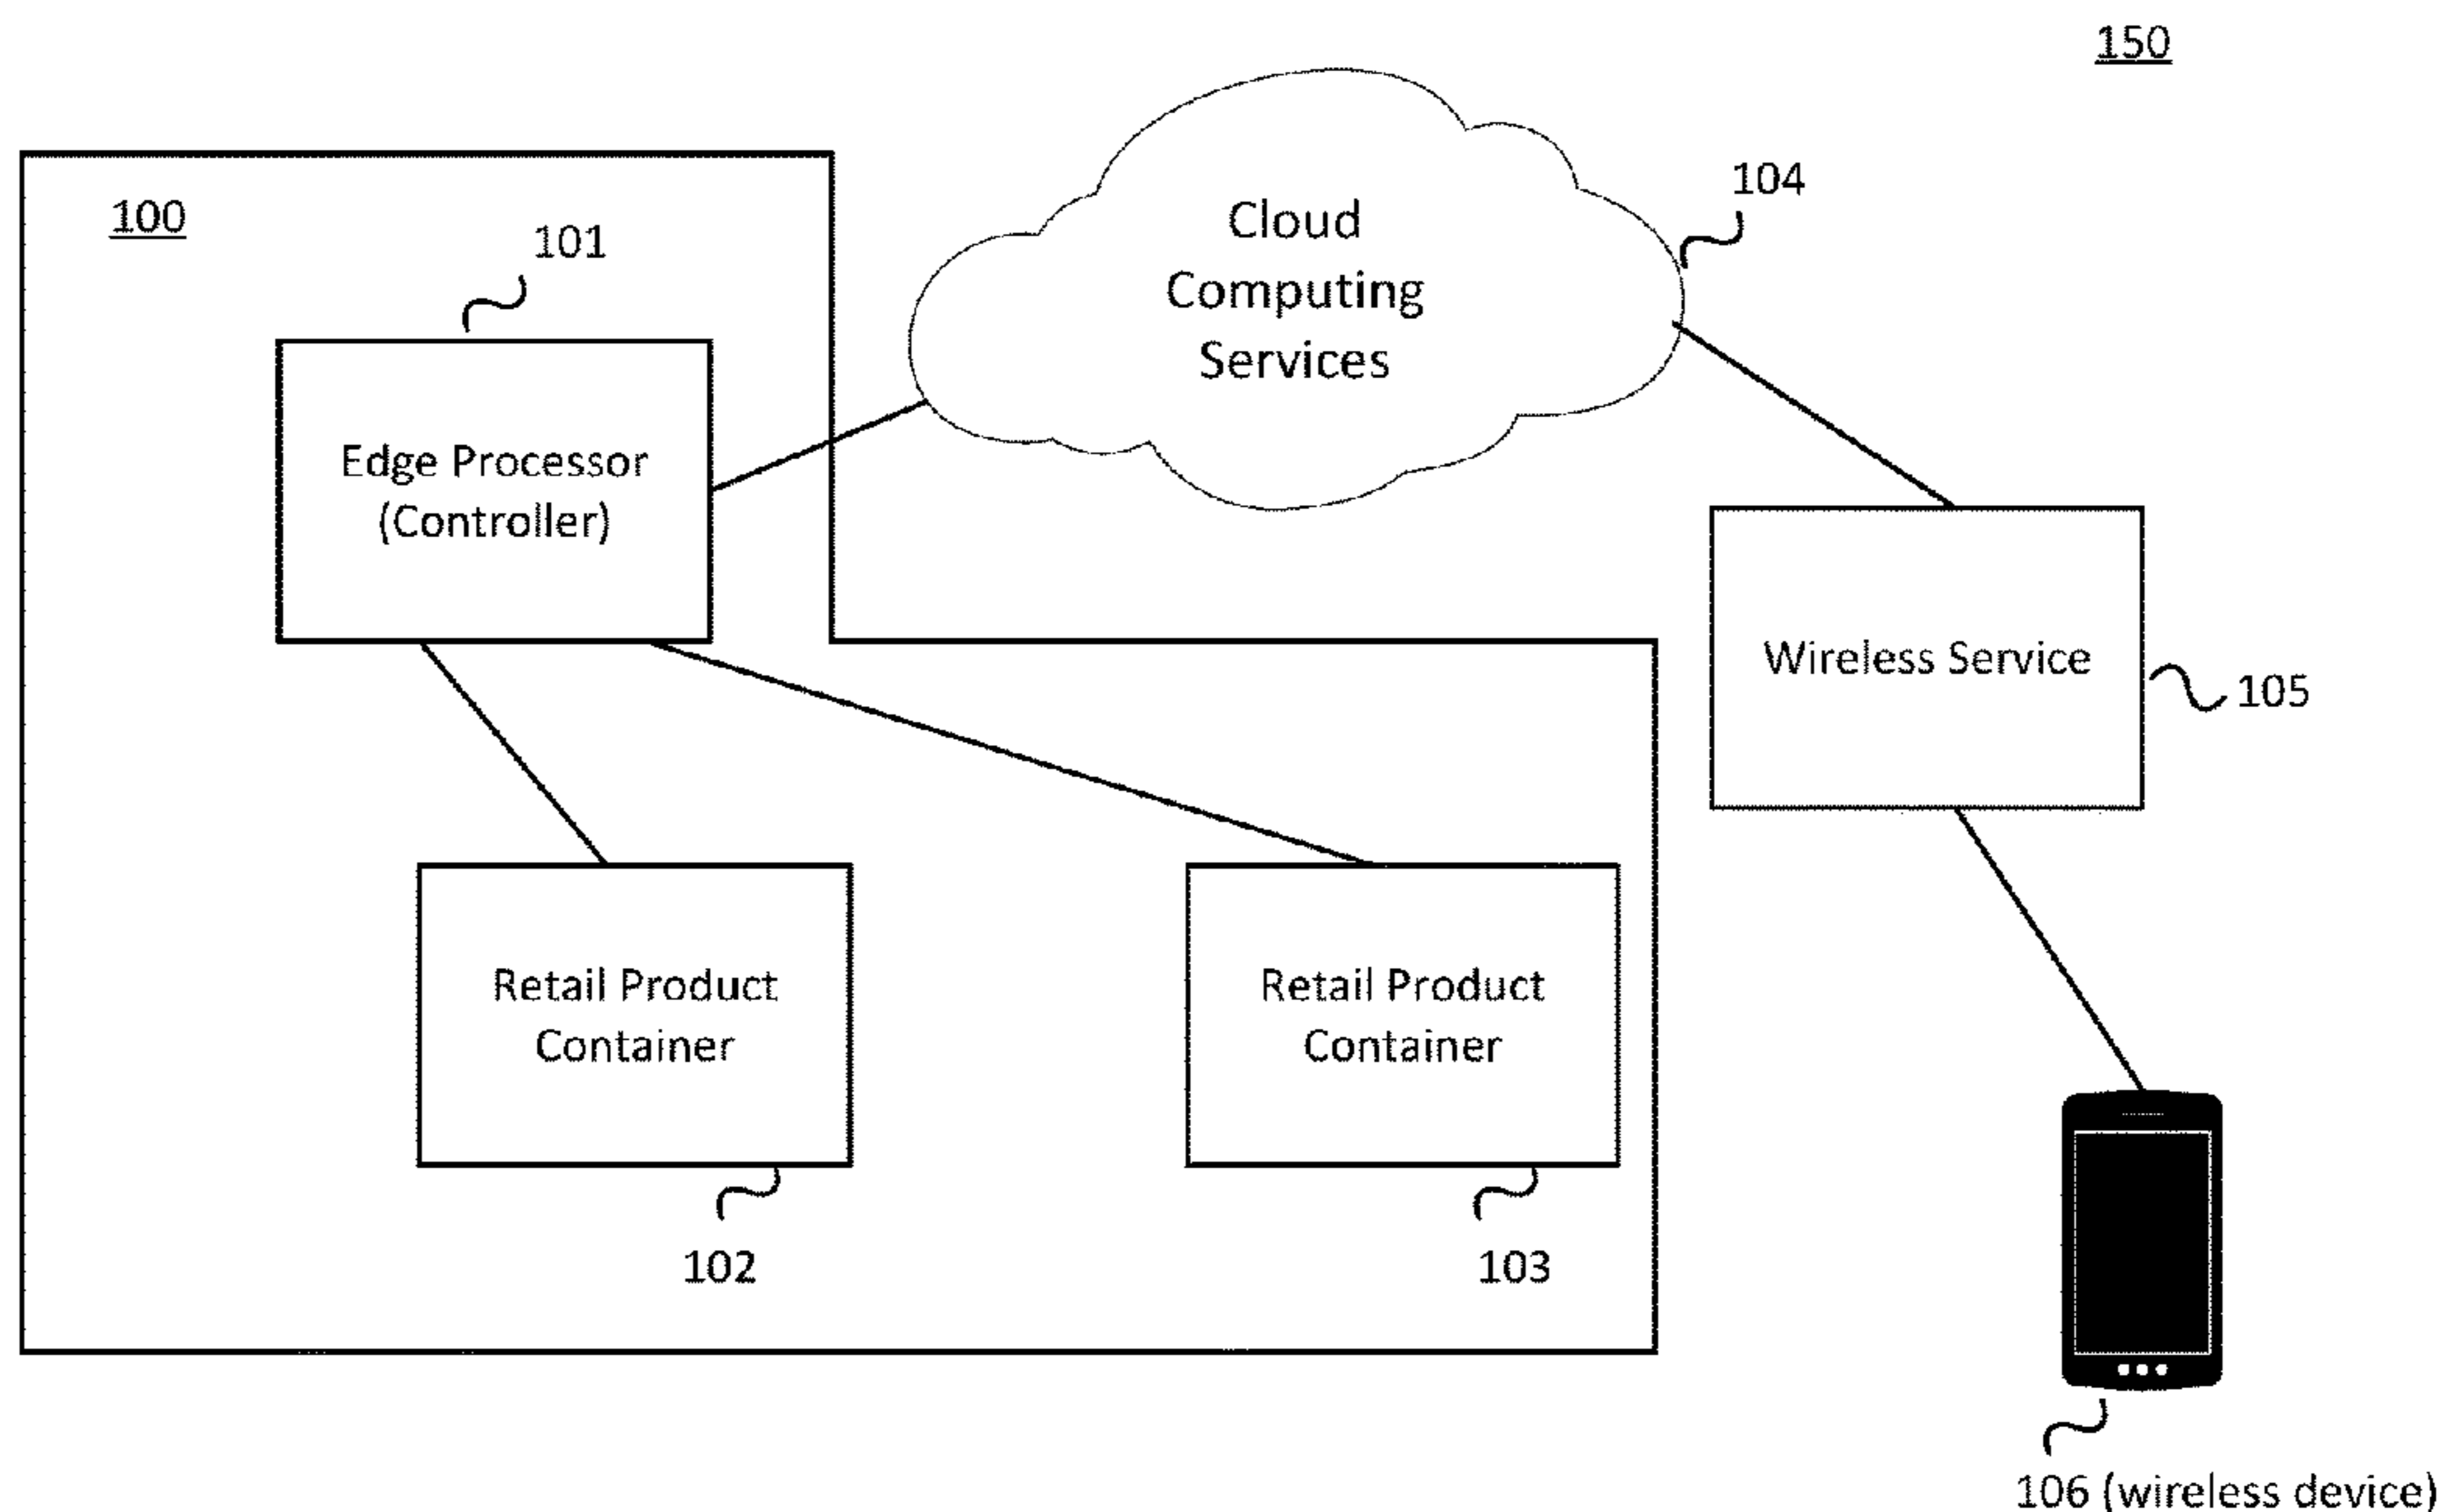 150
104
100
101
Cloud
Computing
Services
Edge Processor
(Controller)
Wireless Service
105
Retail Product
Container
Retail Product
Container
102
103
106 (wireless device)